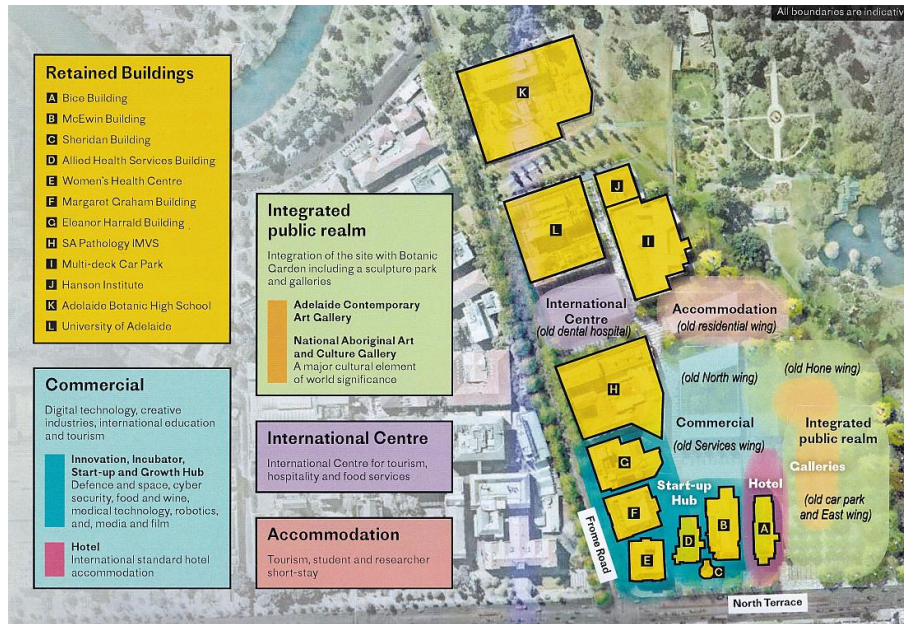 All boundaries are indicative
Retained Buildings
A Bice Building
B McEwin Building
C Sheridan Building
D Allied Health Services Building
E Women's Health Centre
F Margaret Graham Building
G Eleanor Harrald Building
H SA Pathology IMVS
I Multi-deck Car Park
J Hanson Institute
K Adelaide Botanic High School
L University of Adelaide
Commercial
Digital technology, creative
industries, international education
and tourism
Innovation, Incubator,
Start-up and Growth Hub
Defence and space, cyber
security, food and wine,
medical technology, robotics,
and, media and film
Hotel
International standard hotel
accommodation
Integrated
public realm
Integration of the site with Botanic
Garden including a sculpture park
and galleries
Adelaide Contemporary
Art Gallery
National Aboriginal Art
and Culture Gallery
A major cultural element
of world significance
International Centre
International Centre for tourism,
hospitality and food services
Accommodation
Tourism, student and researcher
short-stay
K
J
L
I
International
Centre
(old dental hospital)
Accommodation
(old residential wing)
H
(old North wing)
(old Hone wing)
Commercial
(old Services wing)
Integrated
public realm
G
Start-up
Hub
Hotel
Galleries
(old car park
and East wing)
F
D
B
A
E
C
Frome Road
North Terrace